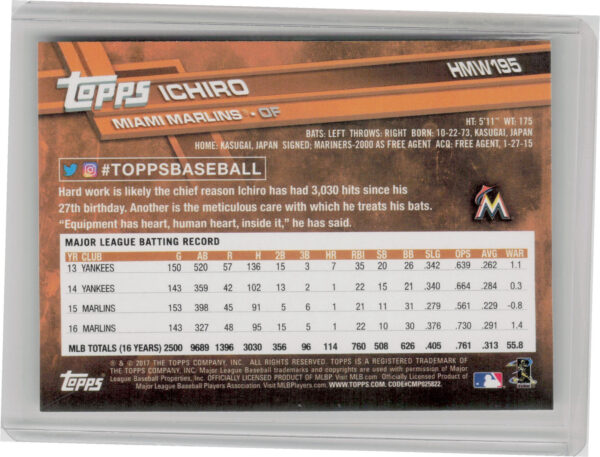 HMW195
Topps ICHIRO
MIAMI MARLINS • OF
HT: 5'11" WT: 175
BATS: LEFT THROWS: RIGHT BORN: 10-22-73, KASUGAI, JAPAN
HOME: KASUGAI, JAPAN SIGNED: MARINERS-2000 AS FREE AGENT ACQ: FREE AGENT, 1-27-15
#TOPPSBASEBALL
Hard work is likely the chief reason Ichiro has had 3,030 hits since his
27th birthday. Another is the meticulous care with which he treats his bats.
"Equipment has heart, human heart, inside it," he has said.
M
MAJOR LEAGUE BATTING RECORD
YR CLUB G AB R H 2B 3B HR RBI SB BB SLG OPS AVG WAR
13 YANKEES 150 520 57 136 15 3 7 35 20 26 .342 .639 .262 1.1
14 YANKEES 143 359 42 102 13 2 1 22 15 21 .340 .664 .284 0.3
15 MARLINS 153 398 45 91 5 6 1 21 11 31 .279 .561 .229 -0.8
16 MARLINS 143 327 48 95 15 5 1 22 10 30 .376 .730 .291 1.4
MLB TOTALS (16 YEARS) 2500 9689 1396 3030 356 96 114 760 508 626 .405 .761 .313 55.8
® & © 2017 THE TOPPS COMPANY, INC. ALL RIGHTS RESERVED. TOPPS IS A REGISTERED TRADEMARK OF
THE TOPPS COMPANY, INC. Major League Baseball trademarks and copyrights are used with permission of Major
League Baseball Properties, Inc. OFFICIALLY LICENSED PRODUCT OF MLB. Visit MLB.com Official Licensed Product of
Major League Baseball Players Assn. Visit MLBPlayers.com. WWW.TOPPS.COM. CODE#CMP025822
Topps